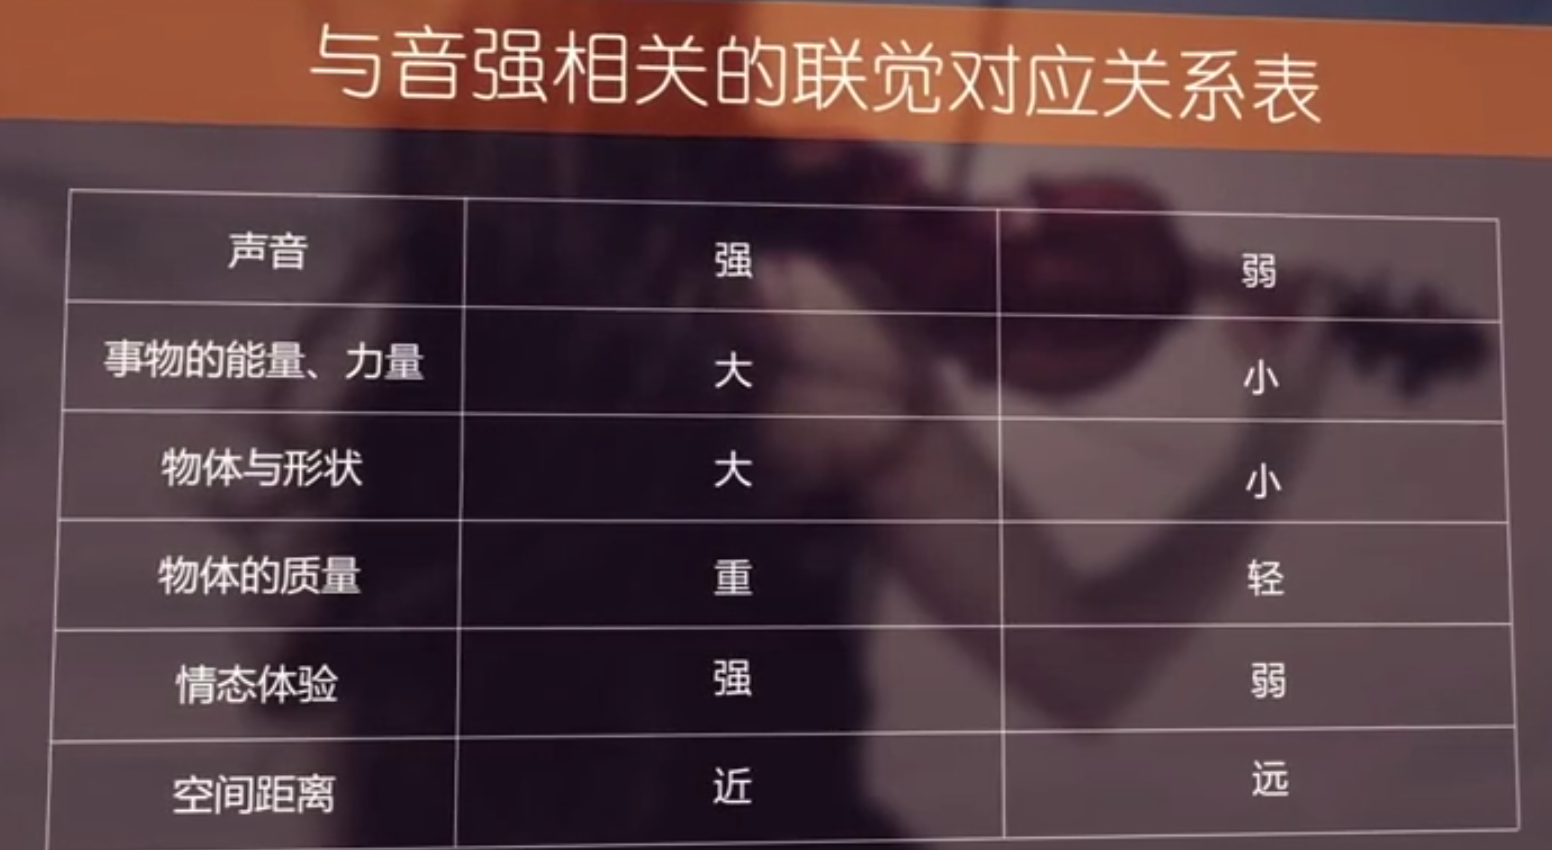 与音强相关的联觉对应关系表
声音 强 弱
事物的能量、力量 大 小
物体与形状 大 小
物体的质量 重 轻
情态体验 强 弱
空间距离 近 远